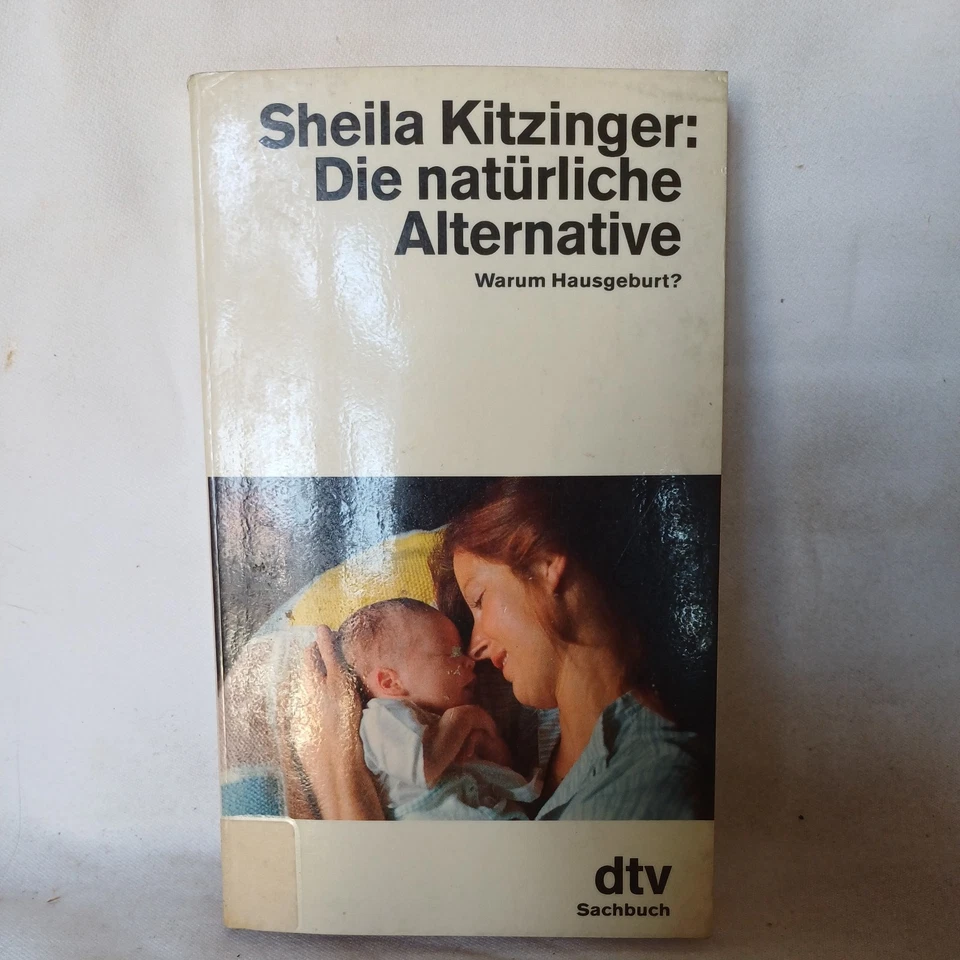 Sheila Kitzinger:
Die natürliche
Alternative
Warum Hausgeburt?
dtv
Sachbuch